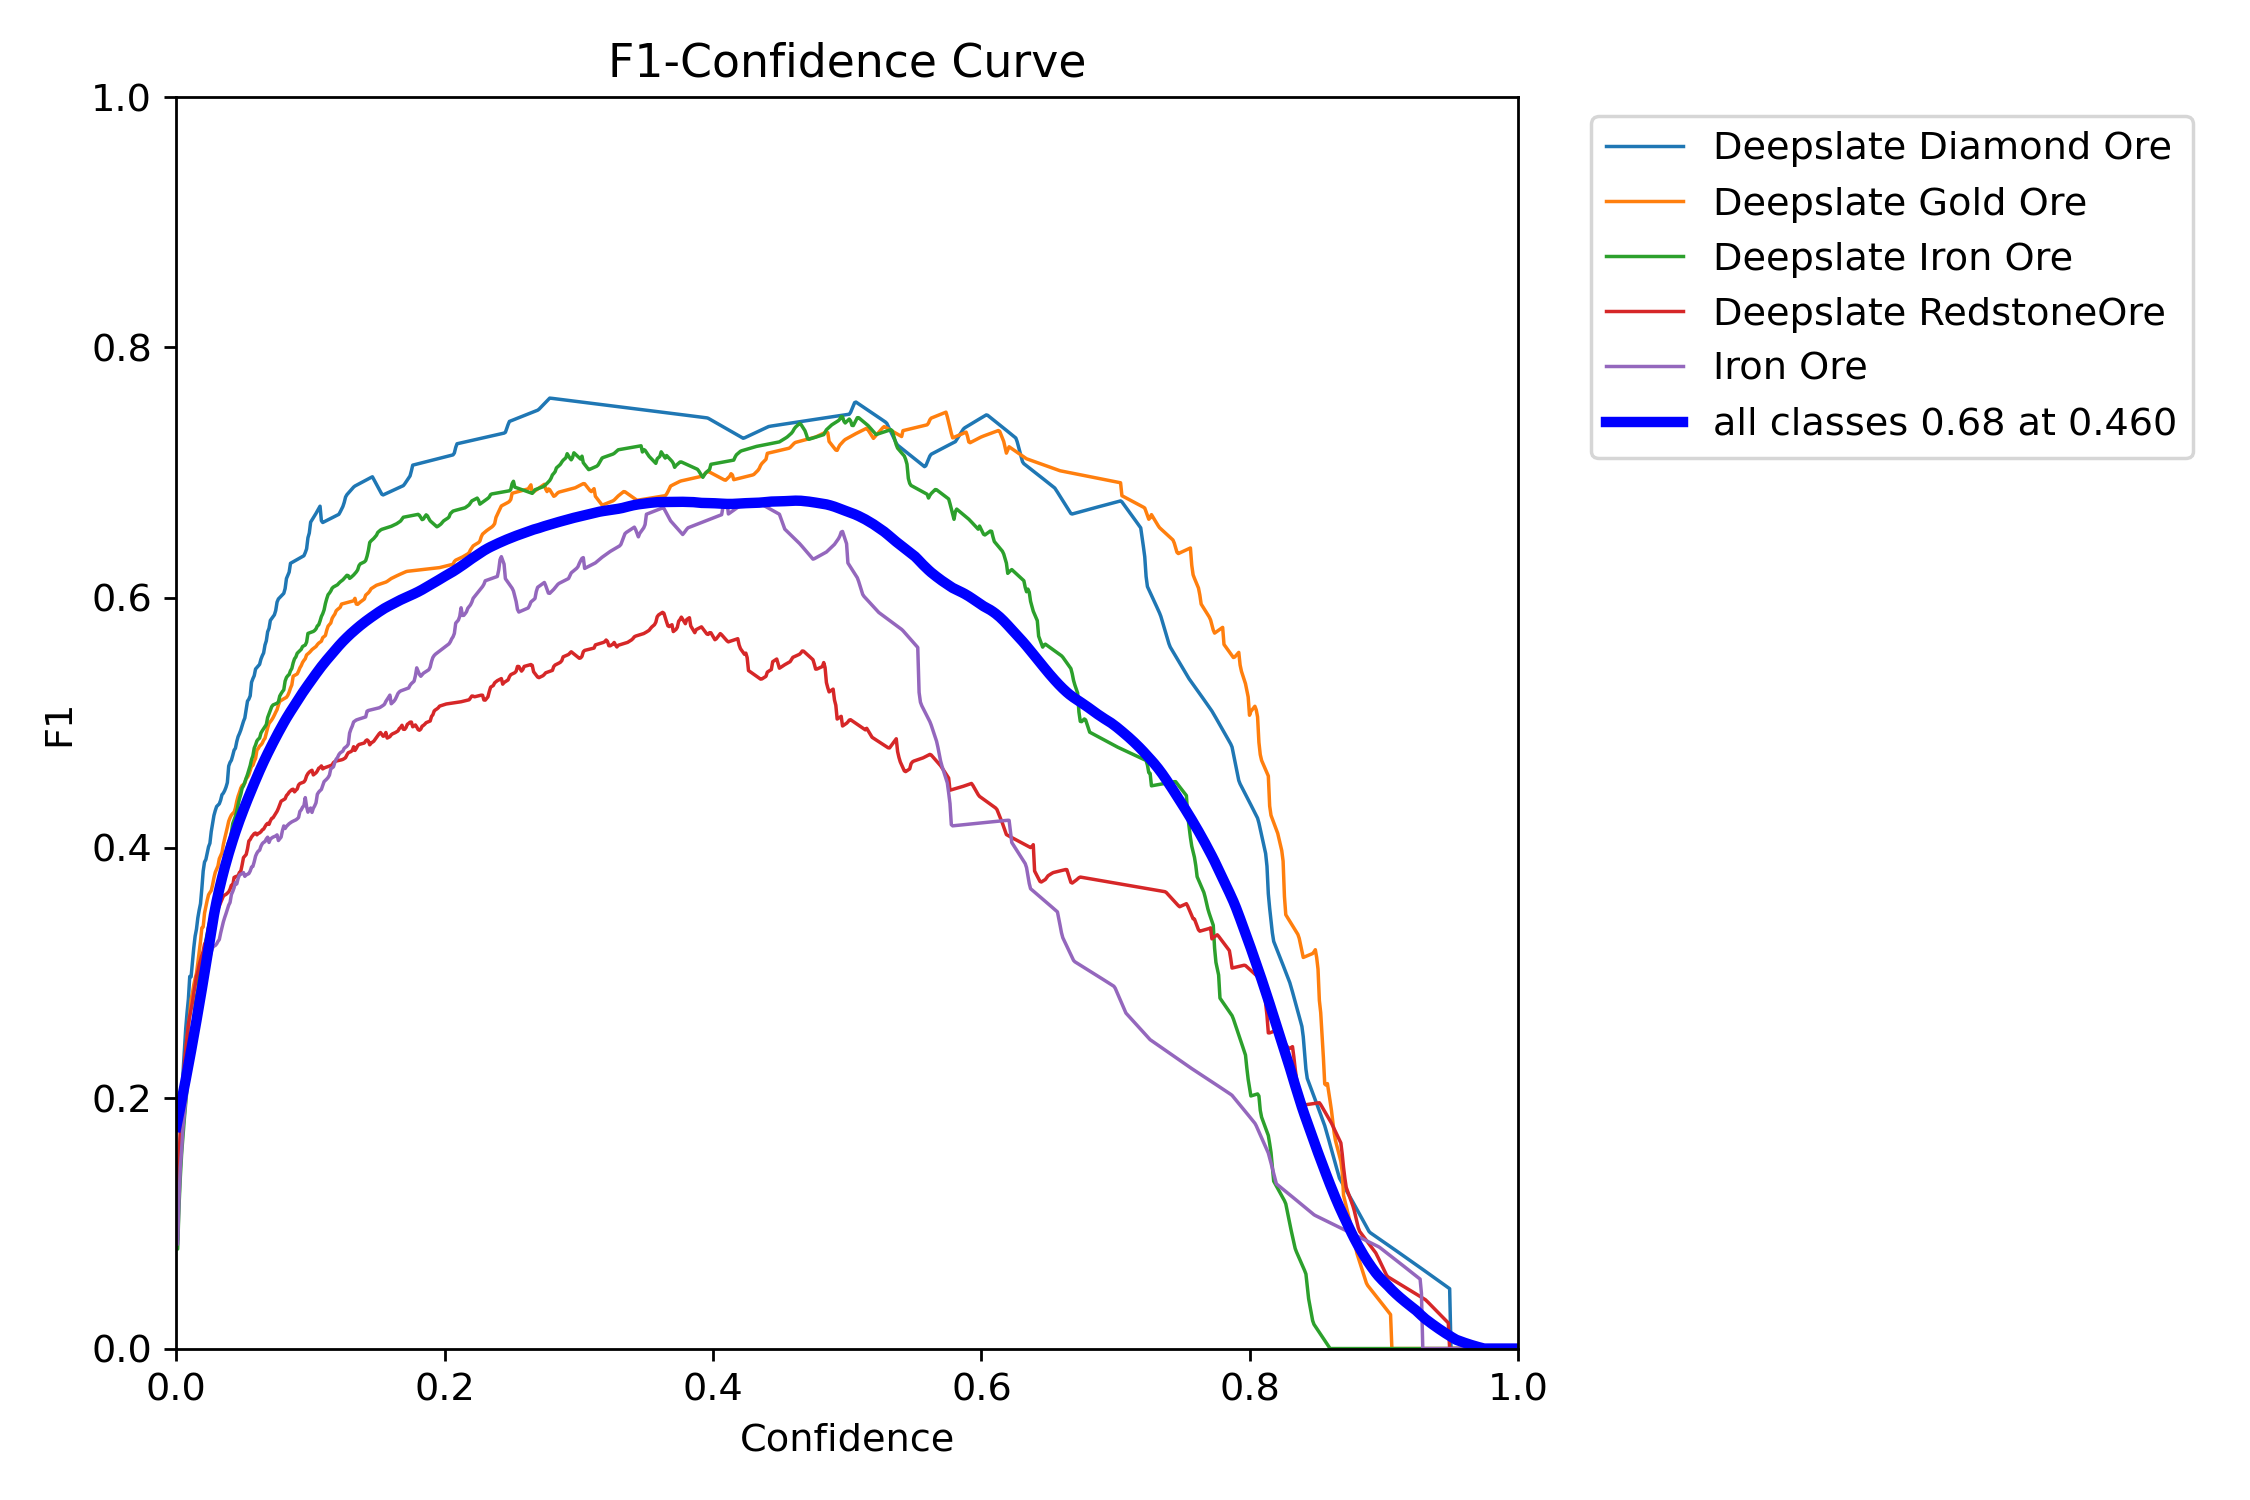 F1-Confidence Curve
1.0
0.8
0.6
0.4
0.2
0.0
F1
0.0 0.2 0.4 0.6 0.8 1.0
Confidence
Deepslate Diamond Ore
Deepslate Gold Ore
Deepslate Iron Ore
Deepslate RedstoneOre
Iron Ore
all classes 0.68 at 0.460